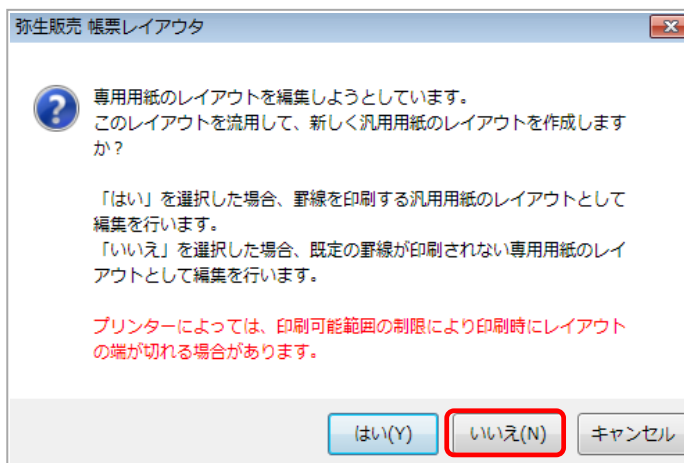 弥生販売 帳票レイアウタ
専用用紙のレイアウトを編集しようとしています。
このレイアウトを流用して、新しく汎用用紙のレイアウトを作成します
か？
「はい」を選択した場合、罫線を印刷する汎用用紙のレイアウトとして
編集を行います。
「いいえ」を選択した場合、既定の罫線が印刷されない専用用紙のレイ
アウトとして編集を行います。
プリンターによっては、印刷可能範囲の制限により印刷時にレイアウト
の端が切れる場合があります。
はい(Y) いいえ(N) キャンセル